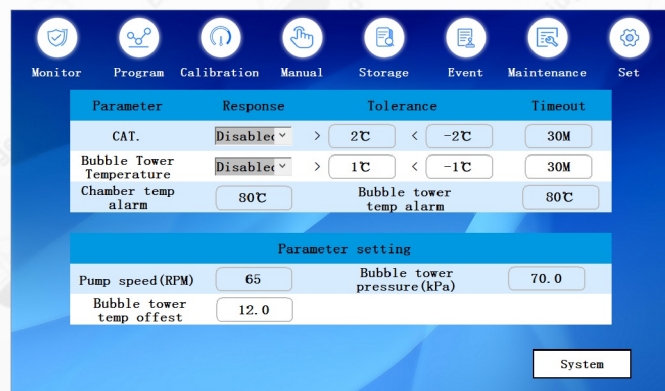 Monitor Program Calibration Manual Storage Event Maintenance Set
Parameter Response Tolerance Timeout
CAT. Disabled > 2℃ < -2℃ 30M
Bubble Tower
Temperature Disabled > 1℃ < -1℃ 30M
Chamber temp
alarm 80℃ Bubble tower
temp alarm 80℃
Parameter setting
Pump speed(RPM) 65 Bubble tower
pressure(kPa) 70.0
Bubble tower
temp offest 12.0
System